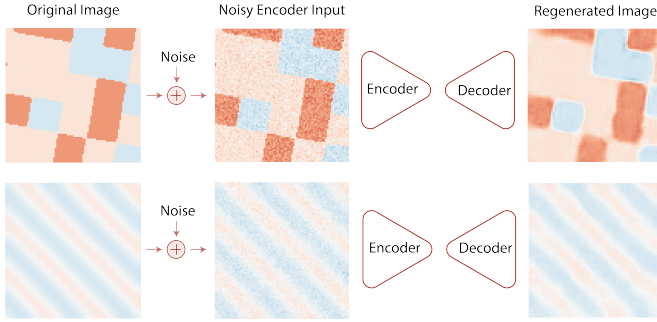 Original Image
Noisy Encoder Input
Regenerated Image
Noise
Encoder
Decoder
Noise
Encoder
Decoder